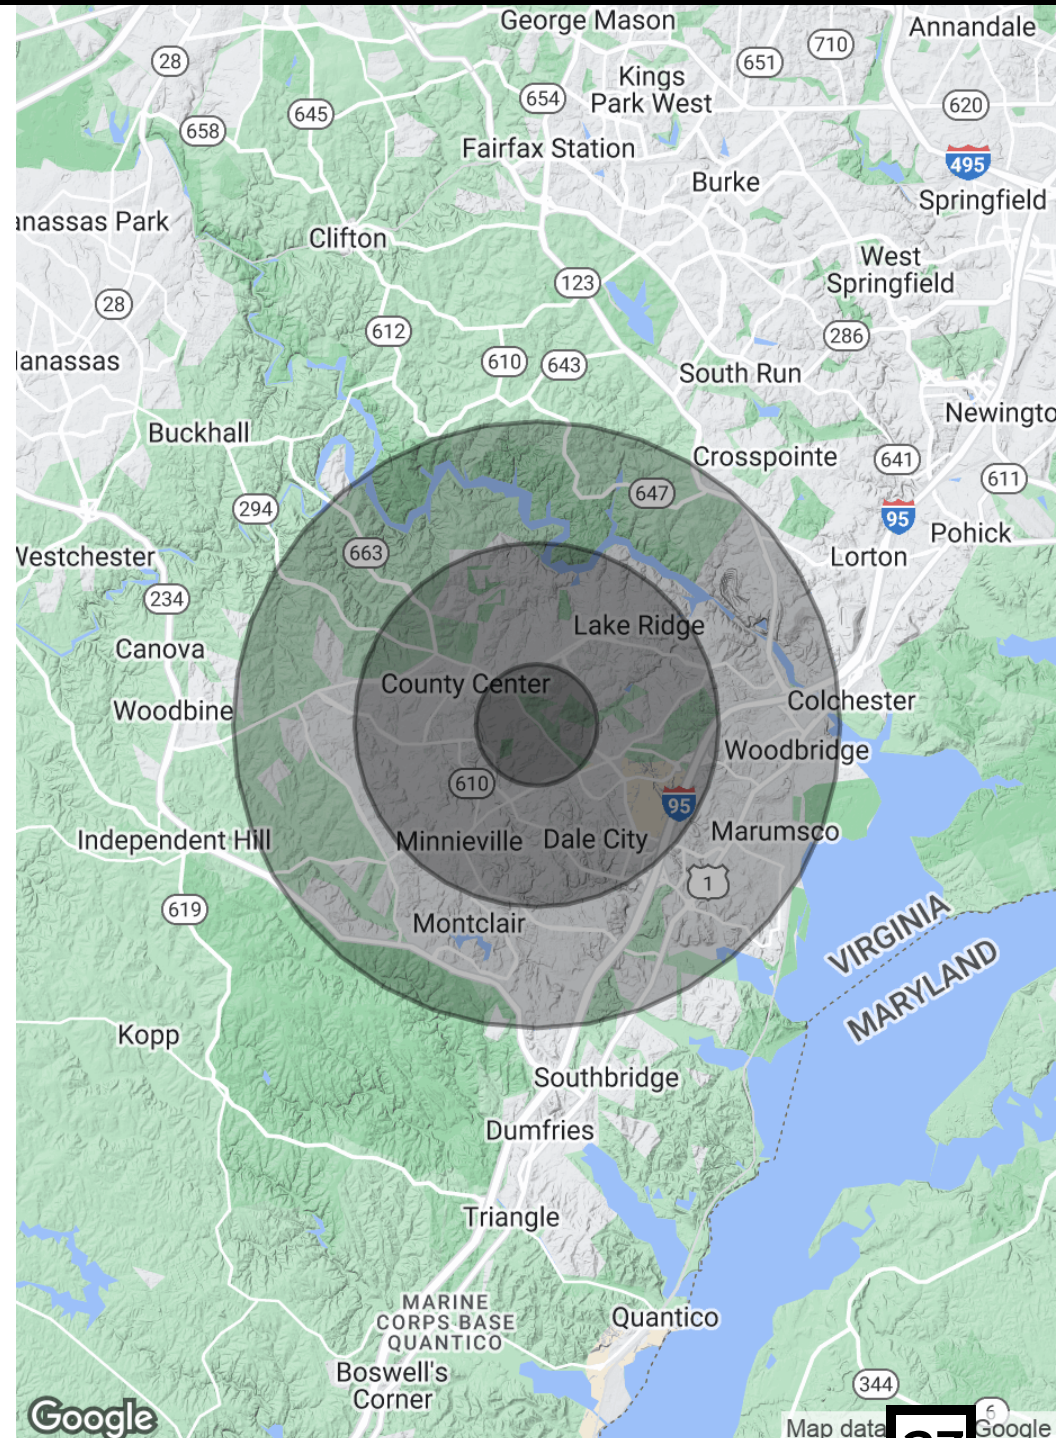 George Mason
Annandale
28
710
651
Kings
Park West
654
620
645
658
Fairfax Station
495
Burke
Springfield
anassas Park
Clifton
West
Springfield
123
28
612
286
610
643
anassas
South Run
Newingto
Buckhall
Crosspointe
641
611
647
294
95
Pohick
663
Westchester
Lorton
234
Lake Ridge
Canova
County Center
Colchester
Woodbine
Woodbridge
610
95
Independent Hill
Minnieville
Dale City
Marumsco
1
619
Montclair
VIRGINIA
MARYLAND
Kopp
Southbridge
Dumfries
Triangle
MARINE
CORPS BASE
QUANTICO
Quantico
Boswell's
Corner
344
6
Google
Map data
Google